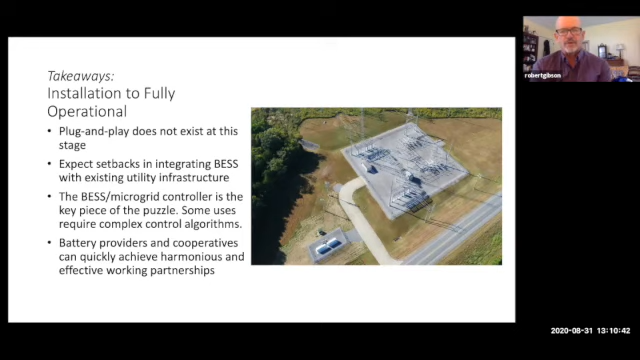 Takeaways:
Installation to Fully
Operational
• Plug-and-play does not exist at this
stage
• Expect setbacks in integrating BESS
with existing utility infrastructure
• The BESS/microgrid controller is the
key piece of the puzzle. Some uses
require complex control algorithms.
• Battery providers and cooperatives
can quickly achieve harmonious and
effective working partnerships
robertgibson
2020-08-31 13:10:42